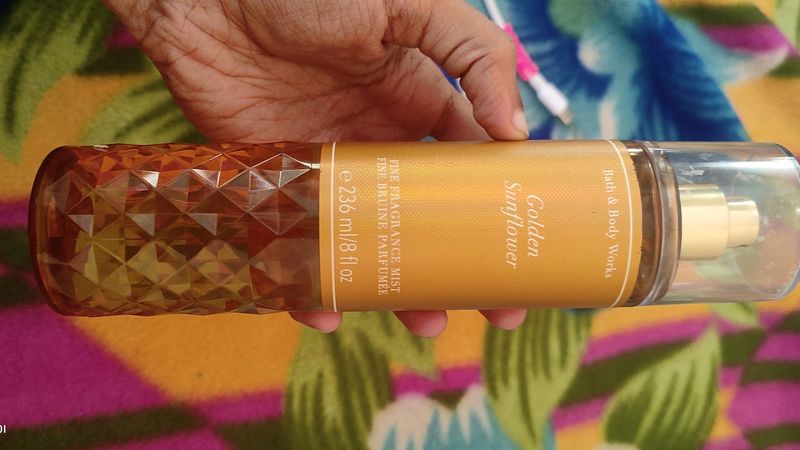 Bath & Body Works
Golden
Sunflower
FINE FRAGRANCE MIST
FINE BRUINE PARFUMÉE
℮ 236 ml/8 fl oz